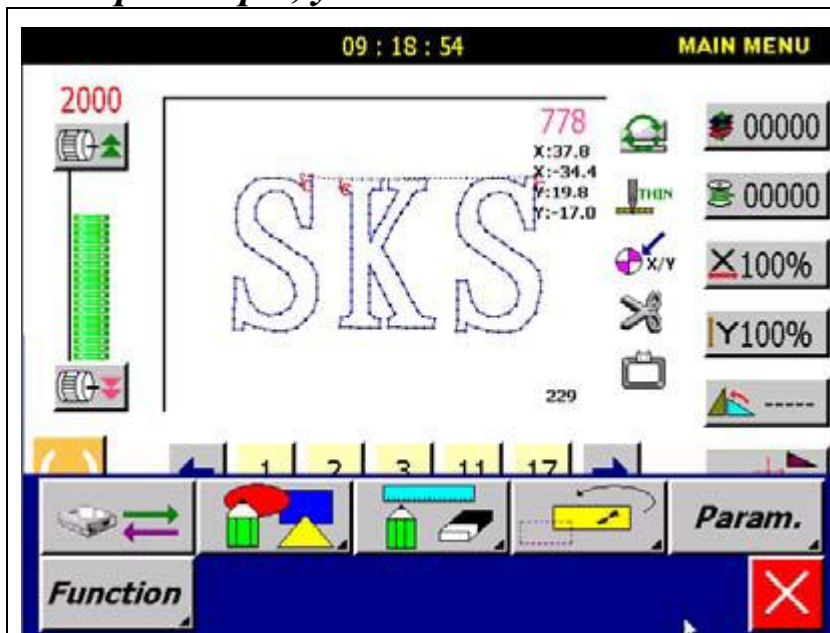 09 : 18 : 54
MAIN MENU
2000
778
X:37.8
X:-34.4
Y:19.8
Y:-17.0
SKS
229
THIN
X/Y
00000
00000
X100%
Y100%
-----
1 2 3 11 17
Param.
Function